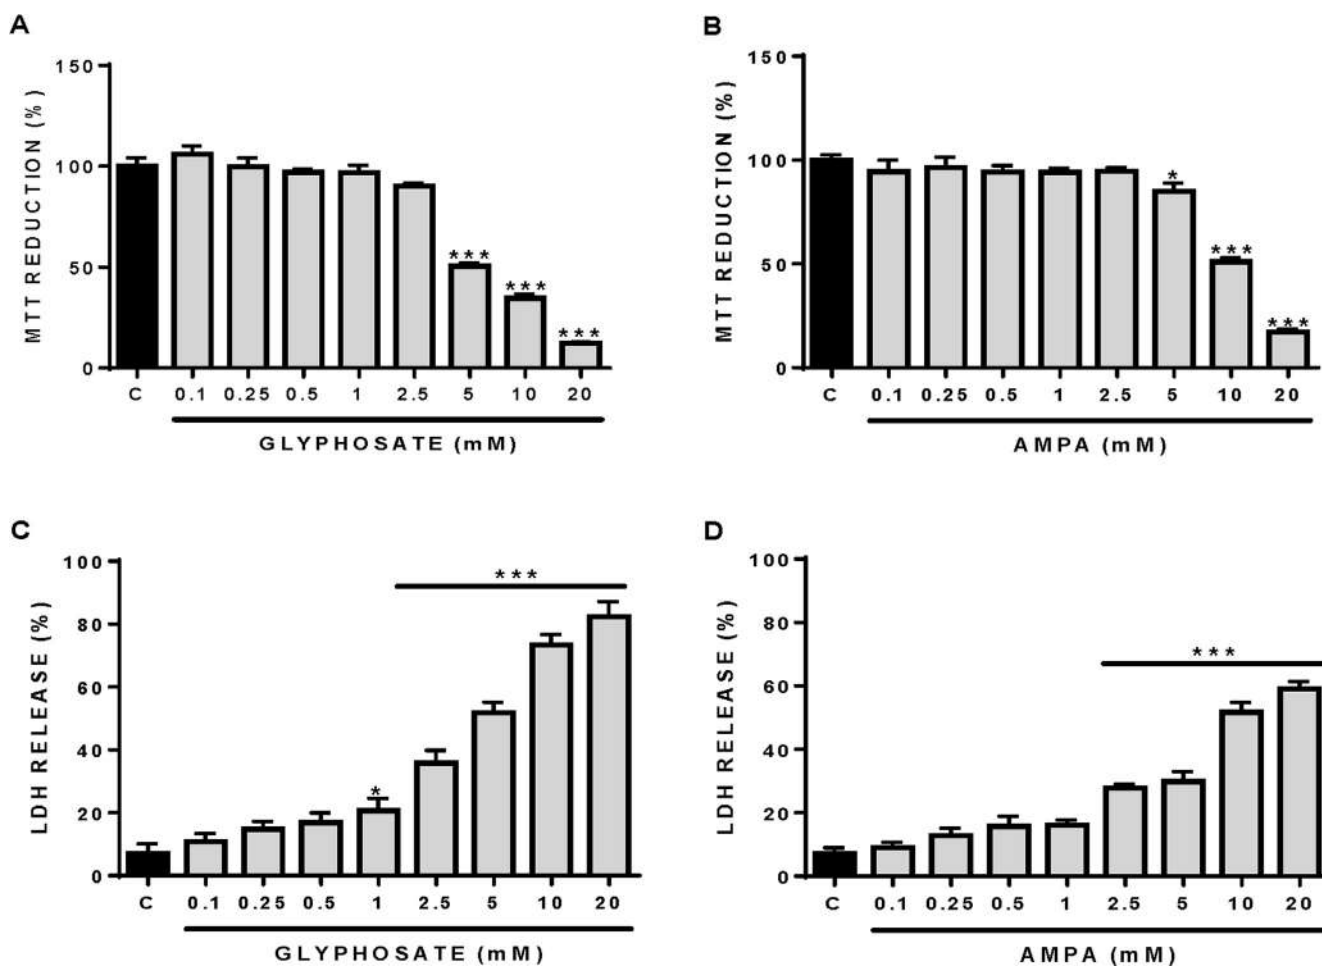 A
MTT REDUCTION (%)
150
100
50
0
***
***
***
C 0.1 0.25 0.5 1 2.5 5 10 20
GLYPHOSATE (mM)
B
MTT REDUCTION (%)
150
100
50
0
*
***
***
C 0.1 0.25 0.5 1 2.5 5 10 20
AMPA (mM)
C
LDH RELEASE (%)
100
80
60
40
20
0
***
*
C 0.1 0.25 0.5 1 2.5 5 10 20
GLYPHOSATE (mM)
D
LDH RELEASE (%)
100
80
60
40
20
0
***
C 0.1 0.25 0.5 1 2.5 5 10 20
AMPA (mM)